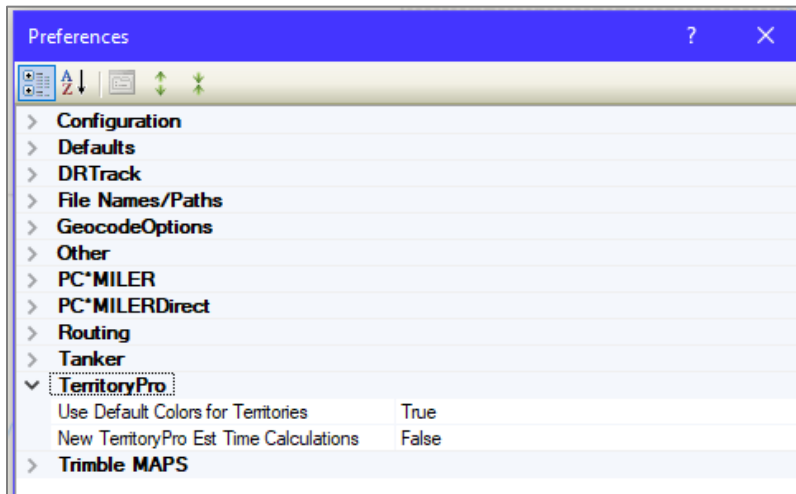 Preferences ?
Configuration
Defaults
DRTrack
File Names/Paths
GeocodeOptions
Other
PC*MILER
PC*MILERDirect
Routing
Tanker
TerritoryPro
Use Default Colors for Territories True
New TerritoryPro Est Time Calculations False
Trimble MAPS